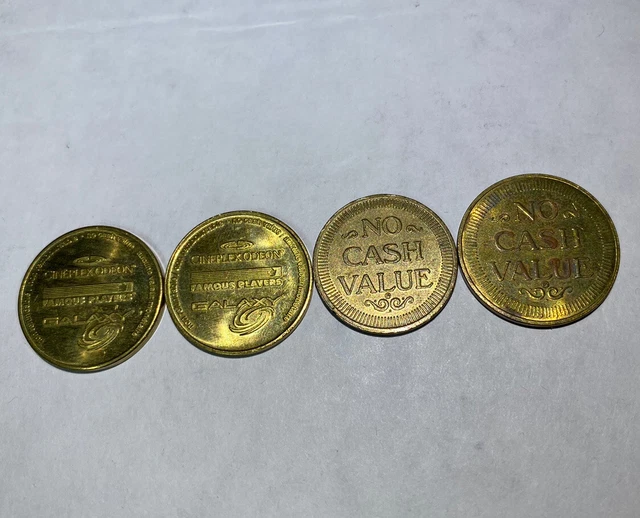 CINEPLEX ODEON
FAMOUS PLAYERS
GALAXY
CINEPLEX ODEON
FAMOUS PLAYERS
GALAXY
NO
CASH
VALUE
NO
CASH
VALUE